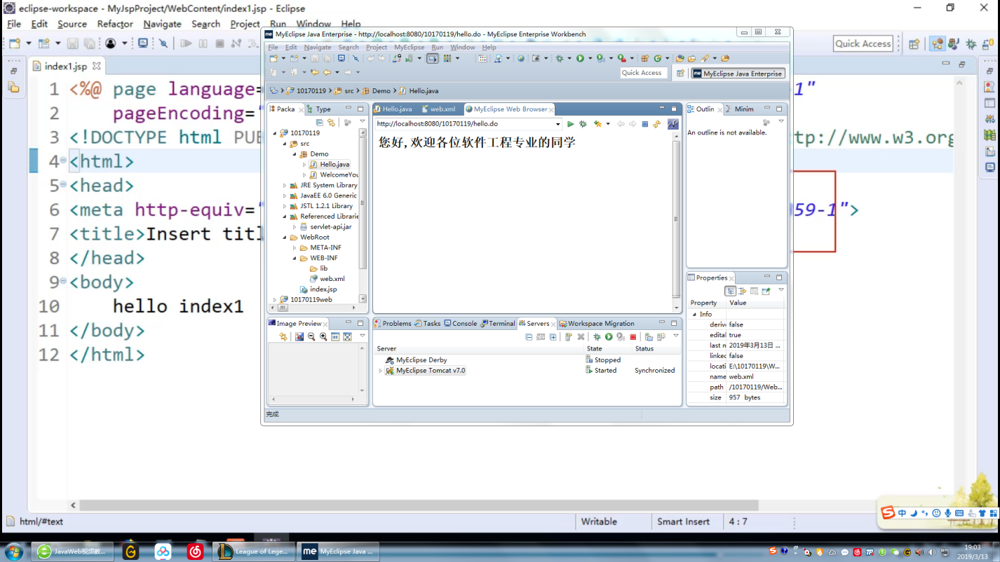 eclipse-workspace - MyJspProject/WebContent/index1.jsp - Eclipse
File Edit Source Refactor Navigate Search Project Run Window Help
Quick Access
index1.jsp
1 <%@ page language=
2 pageEncoding="
3 <!DOCTYPE html PUB
tp://www.w3.org
4 <html>
5 <head>
6 <meta http-equiv="
59-1">
7 <title>Insert titl
8 </head>
9 <body>
10 hello index1
11 </body>
12 </html>
html/#text
Writable
Smart Insert
4 : 7
MyEclipse Java Enterprise - http://localhost:8080/10170119/hello.do - MyEclipse Enterprise Workbench
File Edit Navigate Search Project MyEclipse Run Window Help
Quick Access
MyEclipse Java Enterprise
10170119 src Demo Hello.java
Packa Type
10170119
src
Demo
Hello.java
WelcomeYou
JRE System Library
JavaEE 6.0 Generic
JSTL 1.2.1 Library
Referenced Librarie
servlet-api.jar
WebRoot
META-INF
WEB-INF
lib
web.xml
index.jsp
10170119web
Hello.java web.xml MyEclipse Web Browser
http://localhost:8080/10170119/hello.do
您好,欢迎各位软件工程专业的同学
Outlin Minim
An outline is not available.
Properties
Property Value
Info
deriv false
edital true
last n 2019年3月13日 ...
linkec false
locati E:\10170119\W...
name web.xml
path /10170119/Web...
size 957 bytes
Image Preview
Problems Tasks Console Terminal Servers Workspace Migration
Server State Status
MyEclipse Derby Stopped
MyEclipse Tomcat v7.0 Started Synchronized
完成
中
JavaWeb视频教...
League of Lege...
me MyEclipse Java ...
19:03
2019/3/13